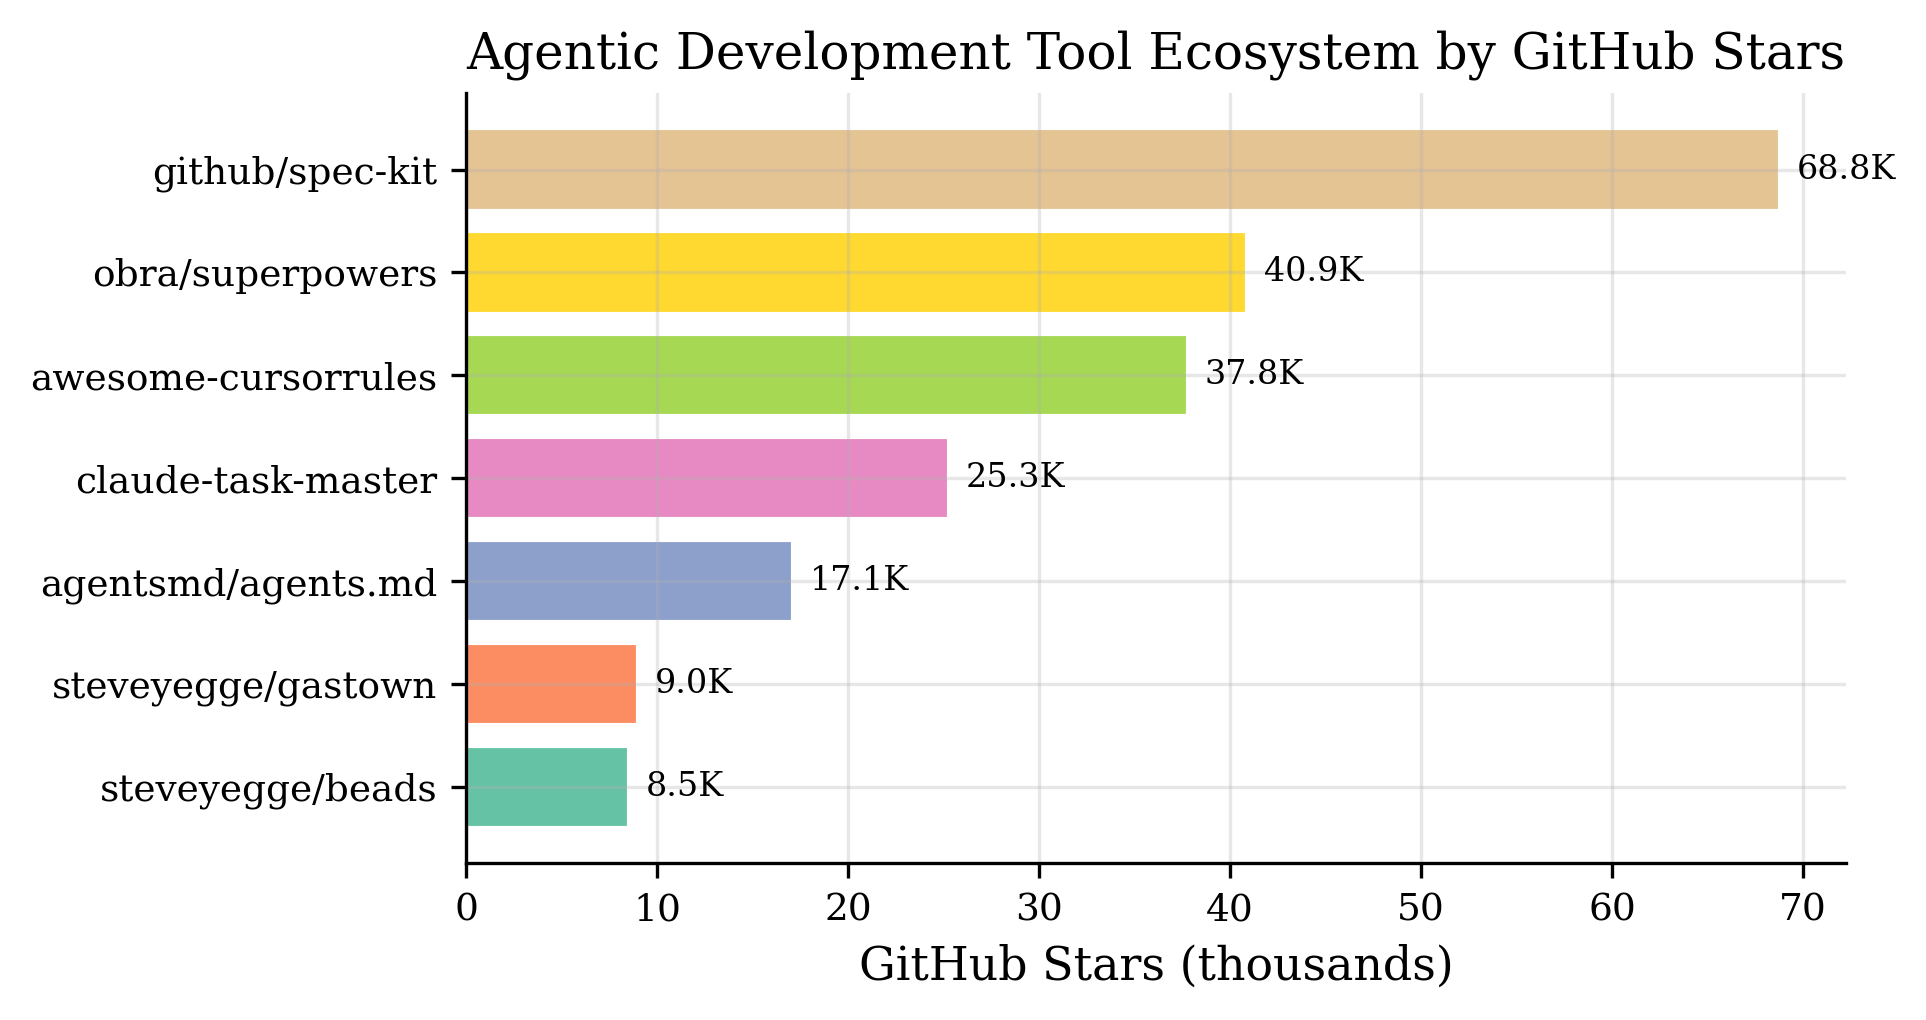 Agentic Development Tool Ecosystem by GitHub Stars
github/spec-kit 68.8K
obra/superpowers 40.9K
awesome-cursorrules 37.8K
claude-task-master 25.3K
agentsmd/agents.md 17.1K
steveyegge/gastown 9.0K
steveyegge/beads 8.5K
0 10 20 30 40 50 60 70
GitHub Stars (thousands)